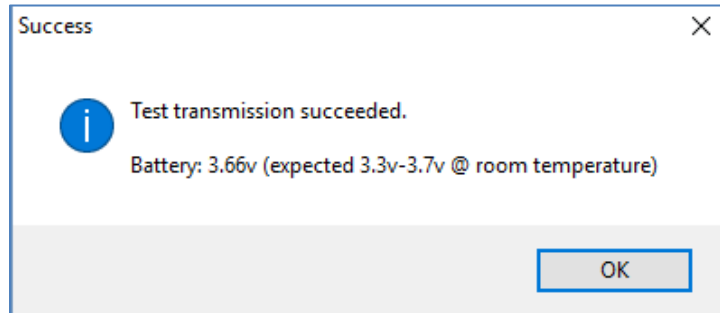 Success
Test transmission succeeded.
Battery: 3.66v (expected 3.3v-3.7v @ room temperature)
OK